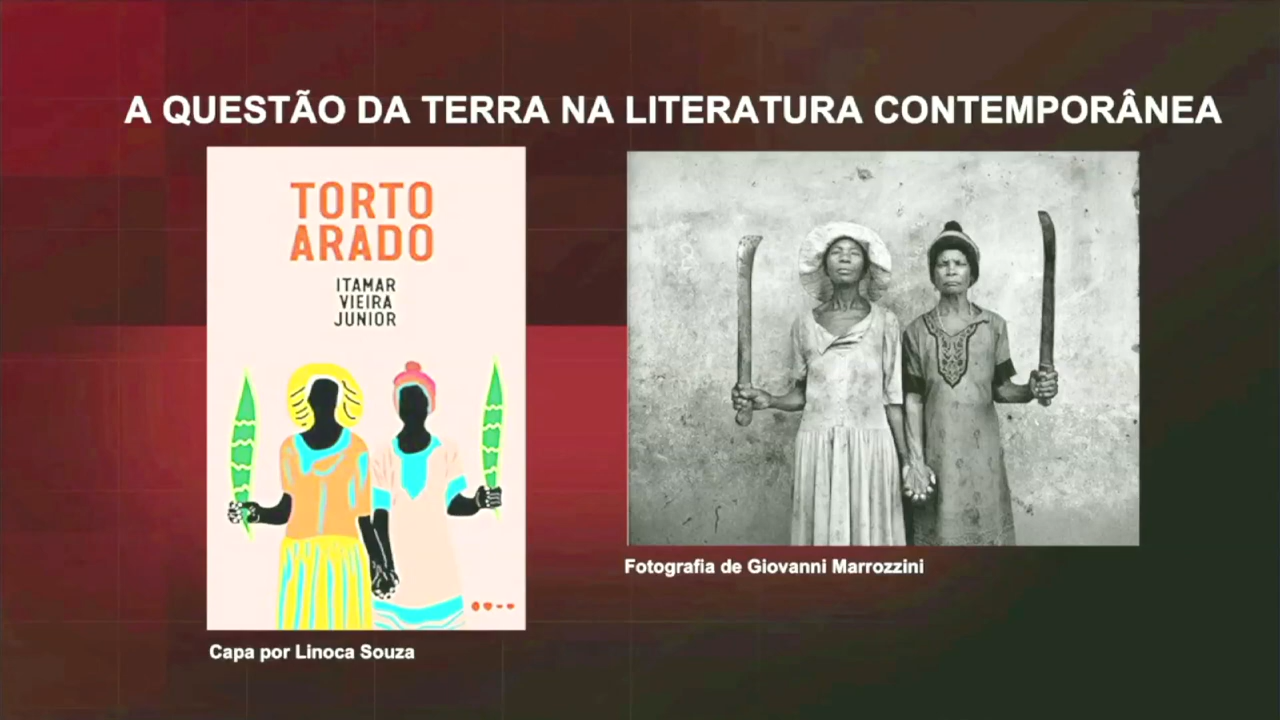 A QUESTÃO DA TERRA NA LITERATURA CONTEMPORÂNEA
TORTO
ARADO
ITAMAR
VIEIRA
JUNIOR
Fotografia de Giovanni Marrozzini
Capa por Linoca Souza